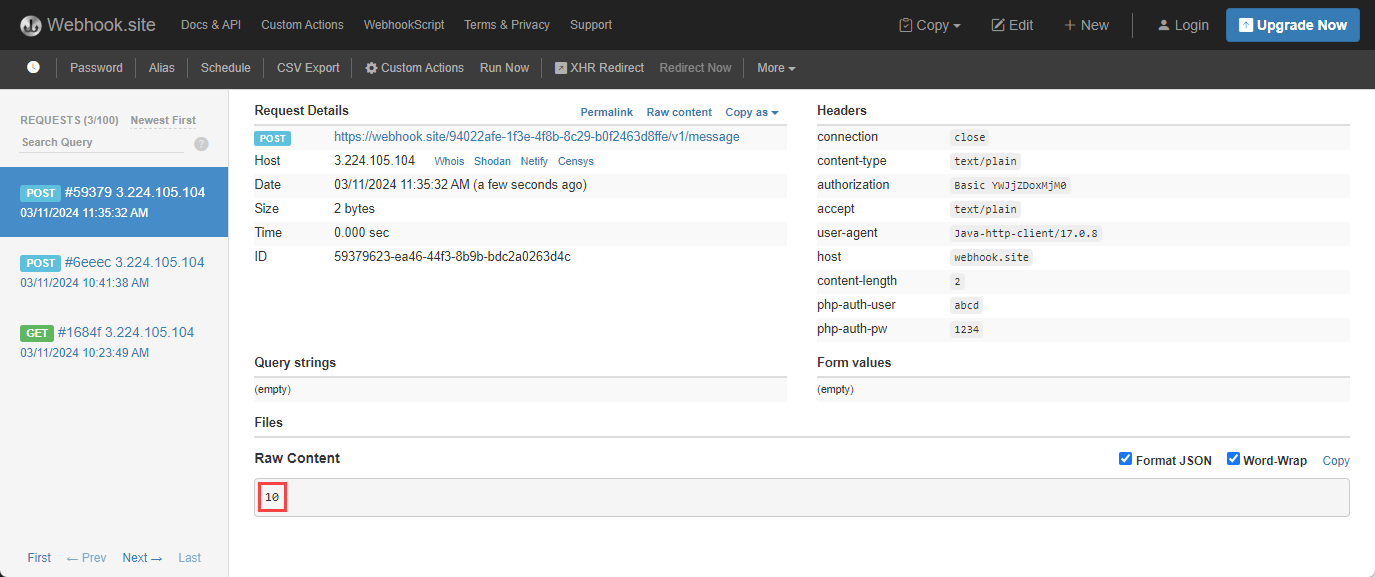 Webhook.site Docs & API Custom Actions WebhookScript Terms & Privacy Support Copy Edit + New Login Upgrade Now
Password Alias Schedule CSV Export Custom Actions Run Now XHR Redirect Redirect Now More
REQUESTS (3/100) Newest First
Search Query ?
POST #59379 3.224.105.104
03/11/2024 11:35:32 AM
POST #6eeec 3.224.105.104
03/11/2024 10:41:38 AM
GET #1684f 3.224.105.104
03/11/2024 10:23:49 AM
First ← Prev Next → Last
Request Details Permalink Raw content Copy as
POST https://webhook.site/94022afe-1f3e-4f8b-8c29-b0f2463d8ffe/v1/message
Host 3.224.105.104 Whois Shodan Netify Censys
Date 03/11/2024 11:35:32 AM (a few seconds ago)
Size 2 bytes
Time 0.000 sec
ID 59379623-ea46-44f3-8b9b-bdc2a0263d4c
Headers
connection close
content-type text/plain
authorization Basic YWJjZDoxMjM0
accept text/plain
user-agent Java-http-client/17.0.8
host webhook.site
content-length 2
php-auth-user abcd
php-auth-pw 1234
Query strings
(empty)
Form values
(empty)
Files
Raw Content Format JSON Word-Wrap Copy
10